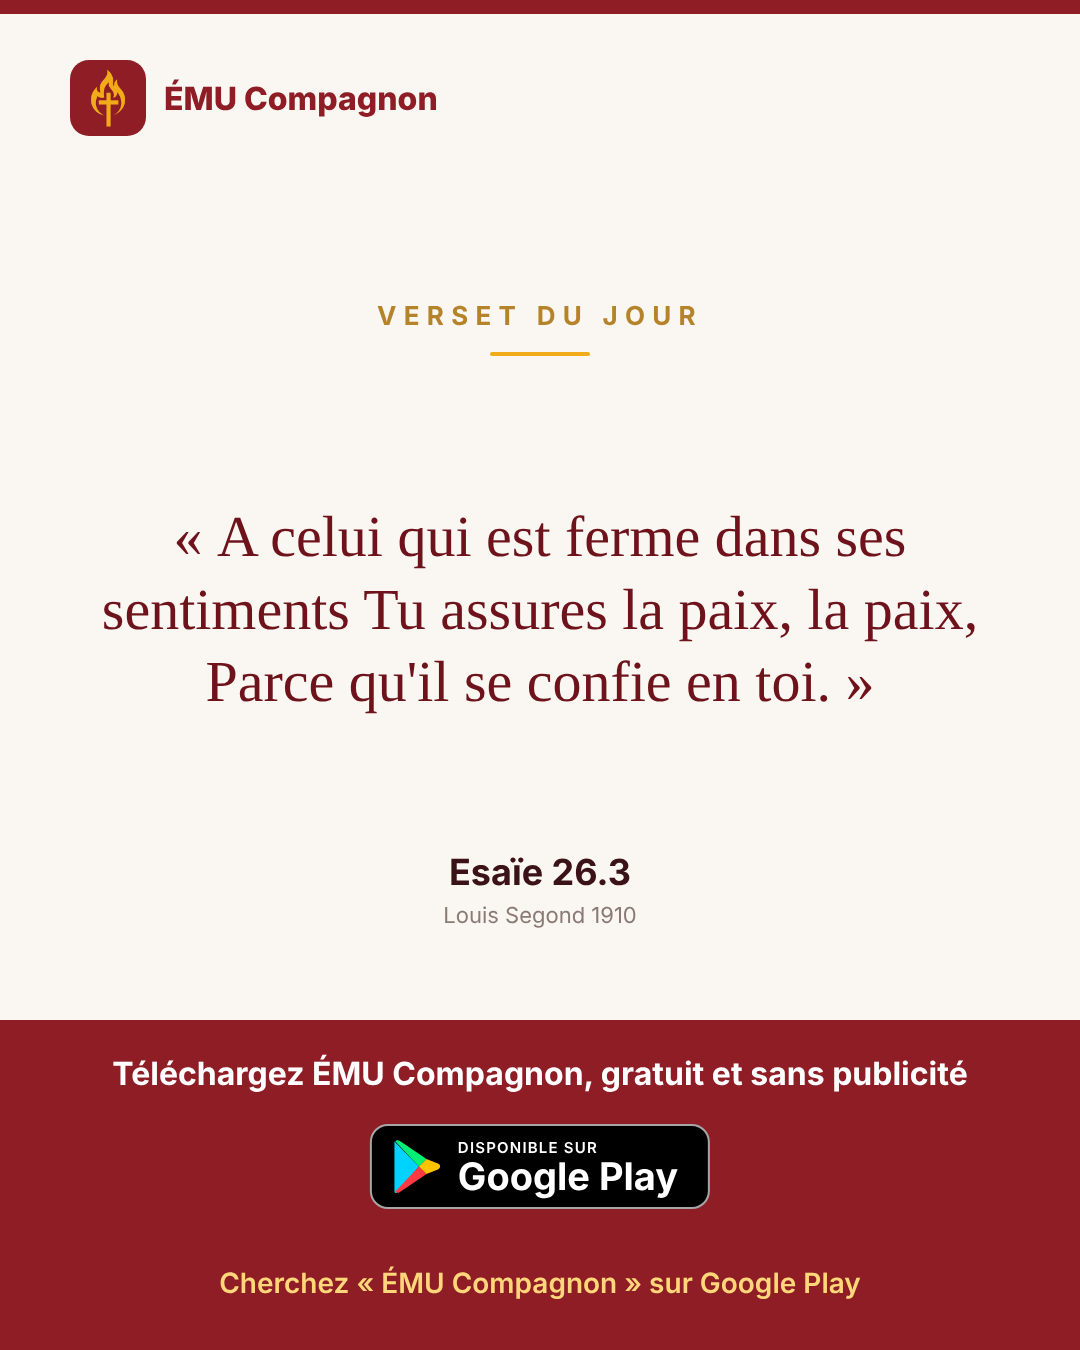 ÉMU Compagnon
VERSET DU JOUR
« A celui qui est ferme dans ses
sentiments Tu assures la paix, la paix,
Parce qu'il se confie en toi. »
Esaïe 26.3
Louis Segond 1910
Téléchargez ÉMU Compagnon, gratuit et sans publicité
DISPONIBLE SUR
Google Play
Cherchez « ÉMU Compagnon » sur Google Play